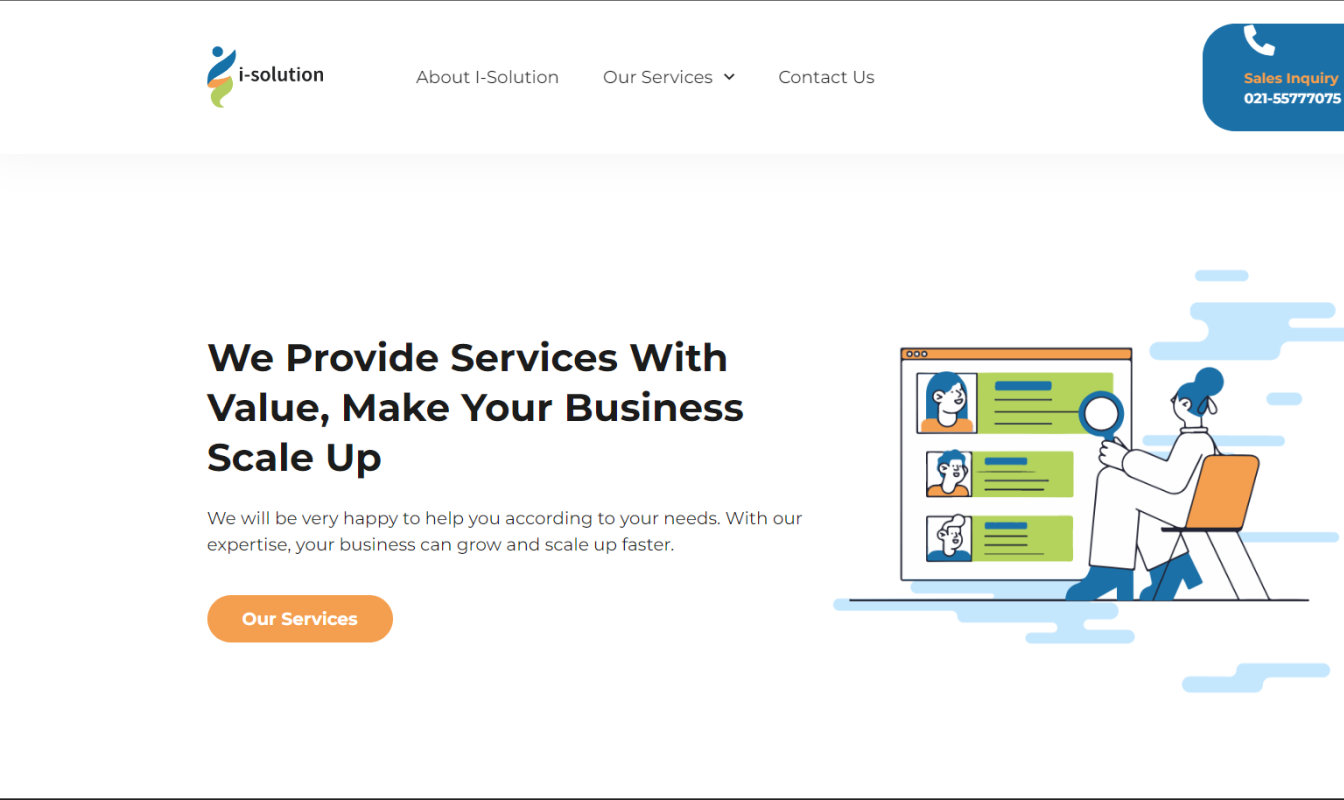 i-solution
About I-Solution
Our Services
Contact Us
Sales Inquiry
021-55777075
We Provide Services With
Value, Make Your Business
Scale Up
We will be very happy to help you according to your needs. With our
expertise, your business can grow and scale up faster.
Our Services